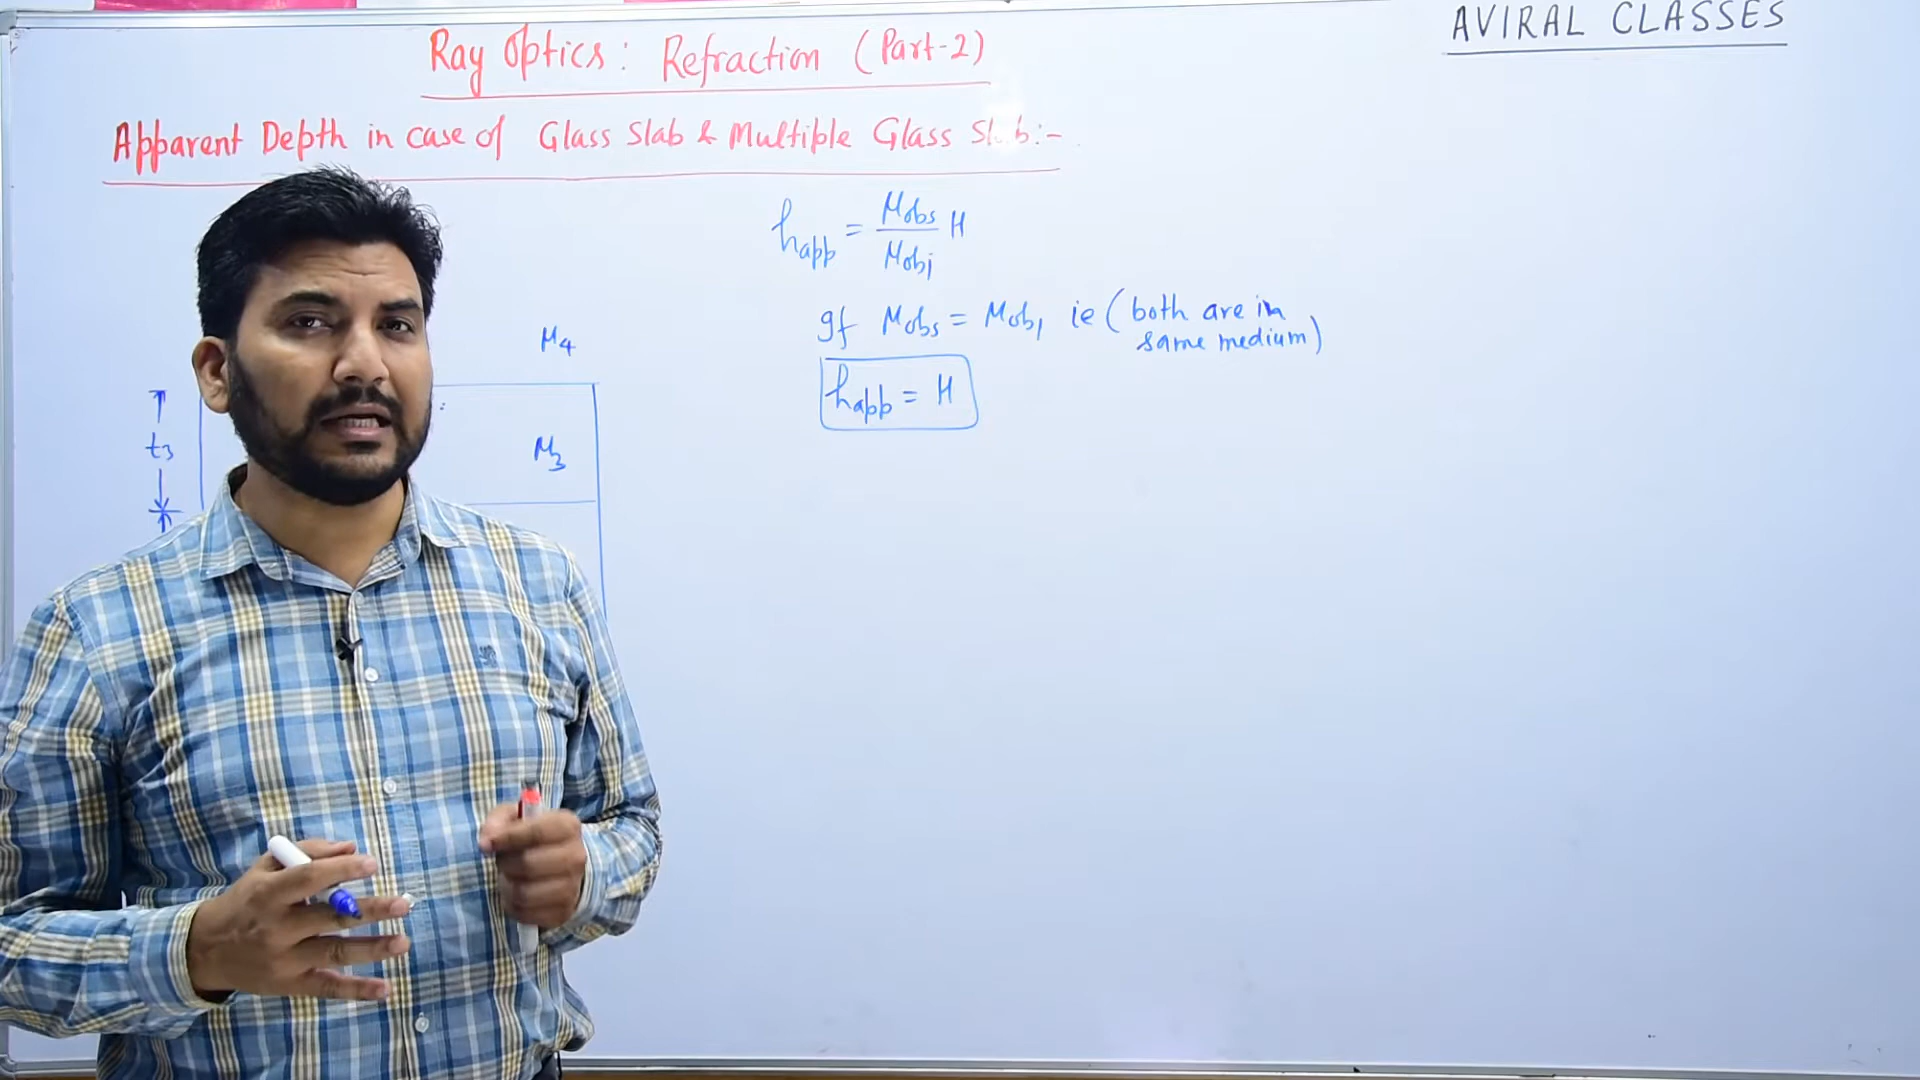 AVIRAL CLASSES
Ray Optics: Refraction (Part-2)
Apparent Depth in case of Glass Slab & Multiple Glass Slab:-
h_app = μ_obs / μ_obj H
If μ_obs = μ_obj ie (both are in same medium)
h_app = H
μ4
t3
μ3